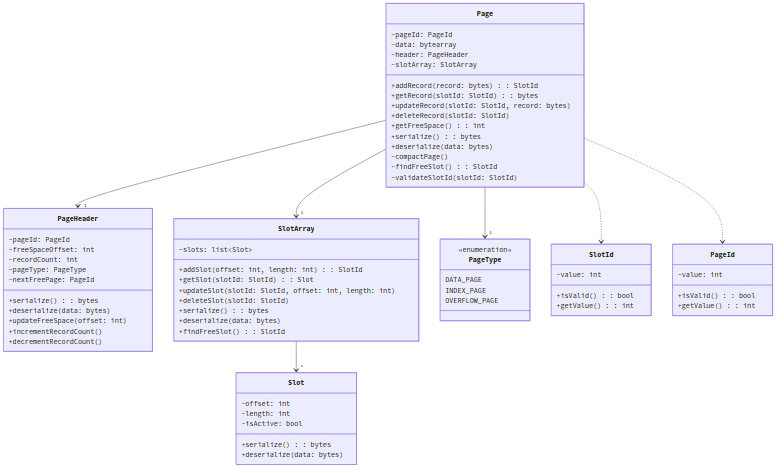 Page
-pageId: PageId
-data: bytearray
-header: PageHeader
-slotArray: SlotArray
+addRecord(record: bytes) : : SlotId
+getRecord(slotId: SlotId) : : bytes
+updateRecord(slotId: SlotId, record: bytes)
+deleteRecord(slotId: SlotId)
+getFreeSpace() : : int
+serialize() : : bytes
+deserialize(data: bytes)
-compactPage()
-findFreeSlot() : : SlotId
-validateSlotId(slotId: SlotId)
1
1
1
PageHeader
-pageId: PageId
-freeSpaceOffset: int
-recordCount: int
-pageType: PageType
-nextFreePage: PageId
+serialize() : : bytes
+deserialize(data: bytes)
+updateFreeSpace(offset: int)
+incrementRecordCount()
+decrementRecordCount()
SlotArray
-slots: list<Slot>
+addSlot(offset: int, length: int) : : SlotId
+getSlot(slotId: SlotId) : : Slot
+updateSlot(slotId: SlotId, offset: int, length: int)
+deleteSlot(slotId: SlotId)
+serialize() : : bytes
+deserialize(data: bytes)
+findFreeSlot() : : SlotId
«enumeration»
PageType
DATA_PAGE
INDEX_PAGE
OVERFLOW_PAGE
SlotId
-value: int
+isValid() : : bool
+getValue() : : int
PageId
-value: int
+isValid() : : bool
+getValue() : : int
*
Slot
-offset: int
-length: int
-isActive: bool
+serialize() : : bytes
+deserialize(data: bytes)